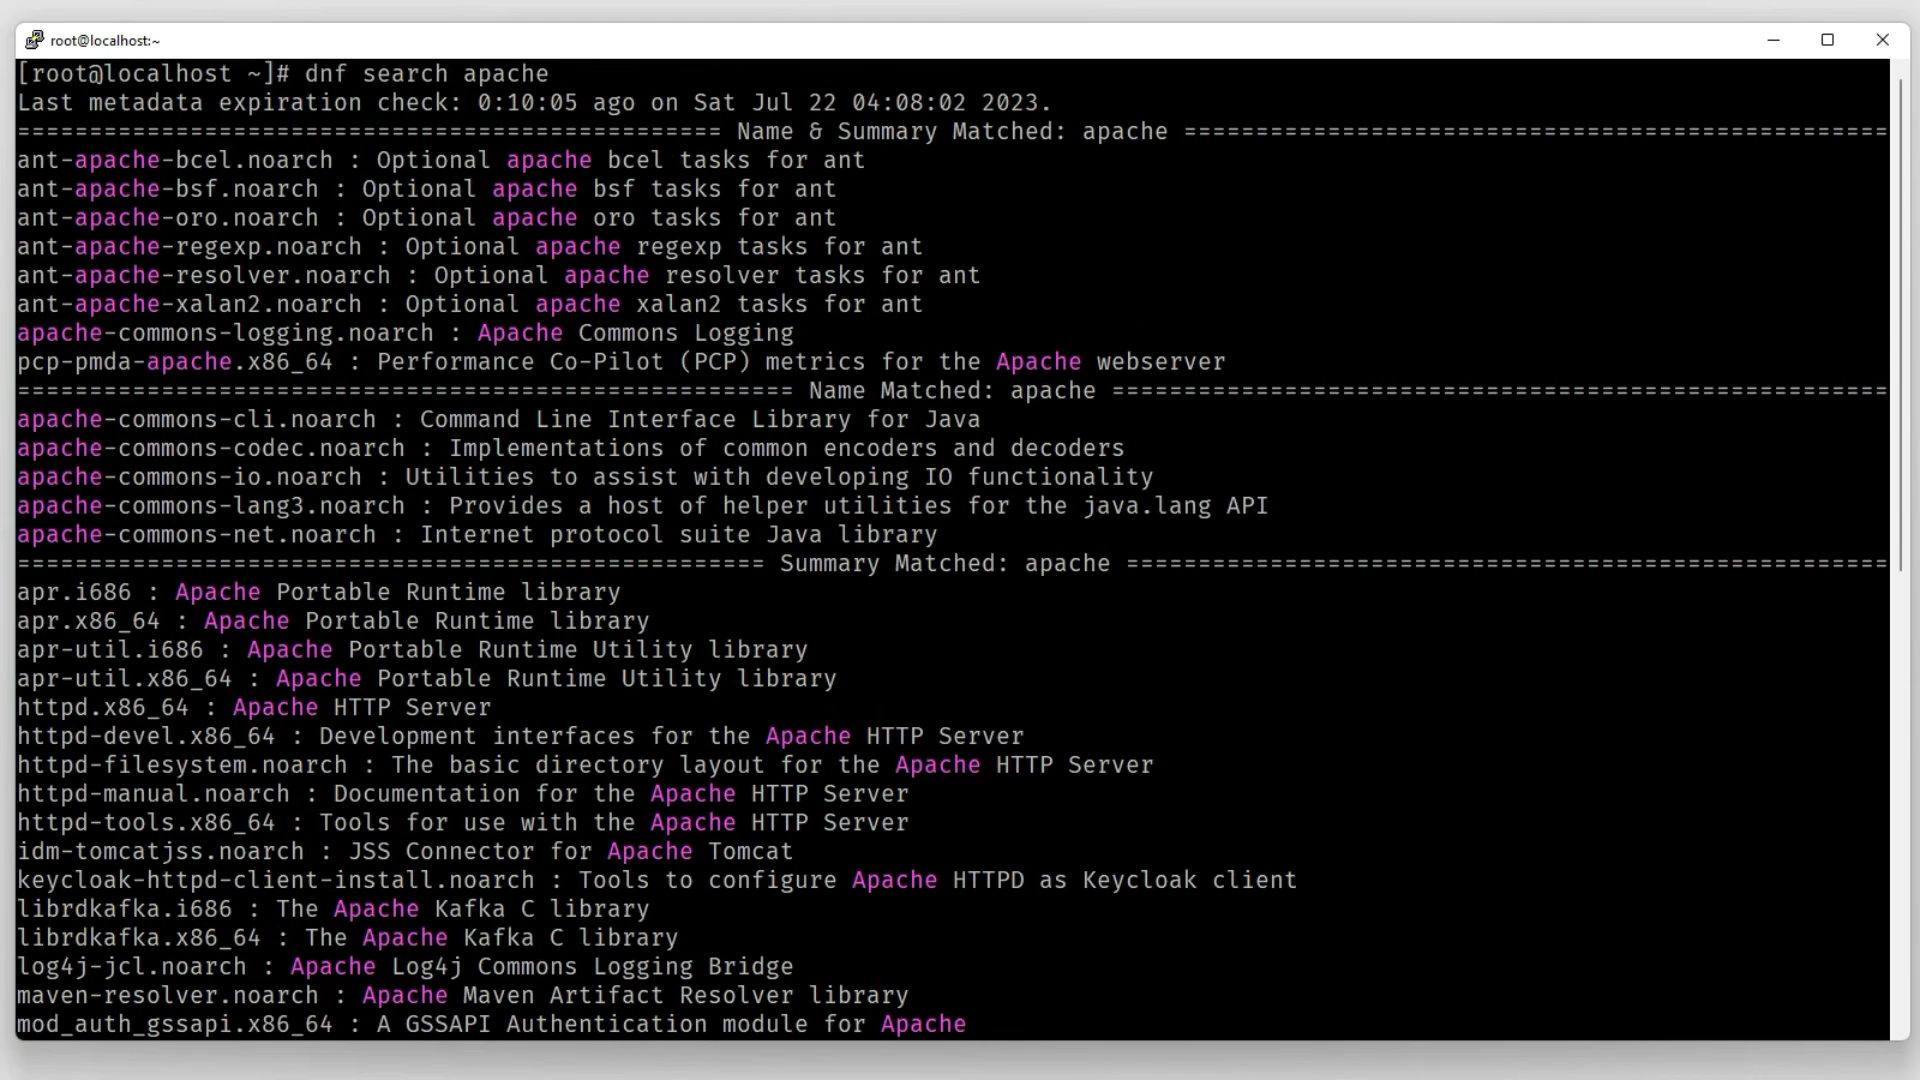 root@localhost:~
[root@localhost ~]# dnf search apache
Last metadata expiration check: 0:10:05 ago on Sat Jul 22 04:08:02 2023.
================================================= Name & Summary Matched: apache =================================================
ant-apache-bcel.noarch : Optional apache bcel tasks for ant
ant-apache-bsf.noarch : Optional apache bsf tasks for ant
ant-apache-oro.noarch : Optional apache oro tasks for ant
ant-apache-regexp.noarch : Optional apache regexp tasks for ant
ant-apache-resolver.noarch : Optional apache resolver tasks for ant
ant-apache-xalan2.noarch : Optional apache xalan2 tasks for ant
apache-commons-logging.noarch : Apache Commons Logging
pcp-pmda-apache.x86_64 : Performance Co-Pilot (PCP) metrics for the Apache webserver
====================================================== Name Matched: apache ======================================================
apache-commons-cli.noarch : Command Line Interface Library for Java
apache-commons-codec.noarch : Implementations of common encoders and decoders
apache-commons-io.noarch : Utilities to assist with developing IO functionality
apache-commons-lang3.noarch : Provides a host of helper utilities for the java.lang API
apache-commons-net.noarch : Internet protocol suite Java library
==================================================== Summary Matched: apache =====================================================
apr.i686 : Apache Portable Runtime library
apr.x86_64 : Apache Portable Runtime library
apr-util.i686 : Apache Portable Runtime Utility library
apr-util.x86_64 : Apache Portable Runtime Utility library
httpd.x86_64 : Apache HTTP Server
httpd-devel.x86_64 : Development interfaces for the Apache HTTP Server
httpd-filesystem.noarch : The basic directory layout for the Apache HTTP Server
httpd-manual.noarch : Documentation for the Apache HTTP Server
httpd-tools.x86_64 : Tools for use with the Apache HTTP Server
idm-tomcatjss.noarch : JSS Connector for Apache Tomcat
keycloak-httpd-client-install.noarch : Tools to configure Apache HTTPD as Keycloak client
librdkafka.i686 : The Apache Kafka C library
librdkafka.x86_64 : The Apache Kafka C library
log4j-jcl.noarch : Apache Log4j Commons Logging Bridge
maven-resolver.noarch : Apache Maven Artifact Resolver library
mod_auth_gssapi.x86_64 : A GSSAPI Authentication module for Apache